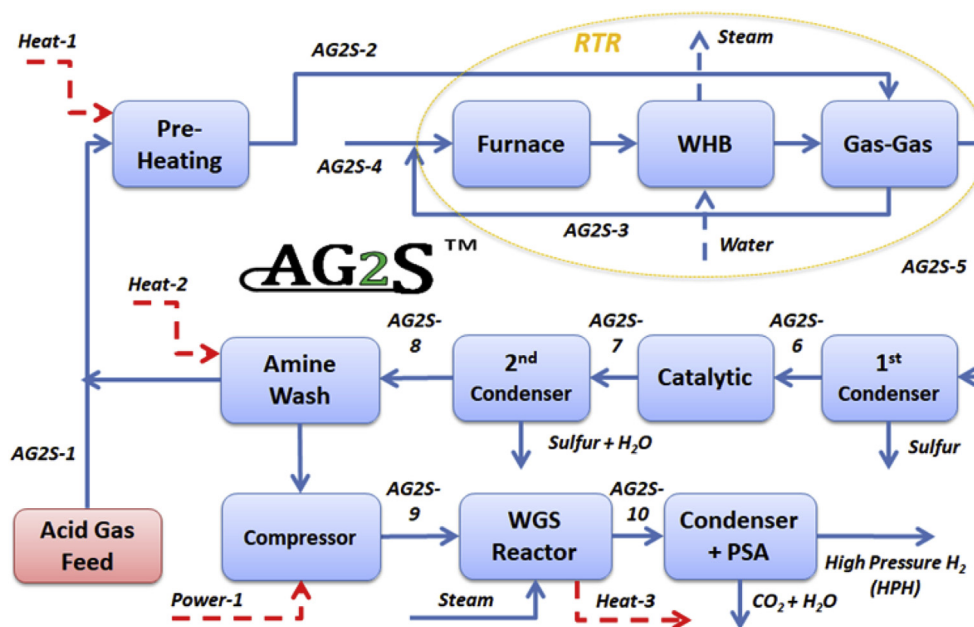 Heat-1
AG2S-2
Steam
RTR
Pre-
Heating
AG2S-4
Furnace
WHB
Gas-Gas
AG2S-3
Water
AG2S-5
AG2S™
Heat-2
AG2S-
8
AG2S-
7
AG2S-
6
Amine
Wash
2nd
Condenser
Catalytic
1st
Condenser
AG2S-1
Sulfur + H₂O
Sulfur
AG2S-
9
AG2S-
10
Acid Gas
Feed
Compressor
WGS
Reactor
Condenser
+ PSA
High Pressure H₂
(HPH)
Power-1
Steam
Heat-3
CO₂ + H₂O